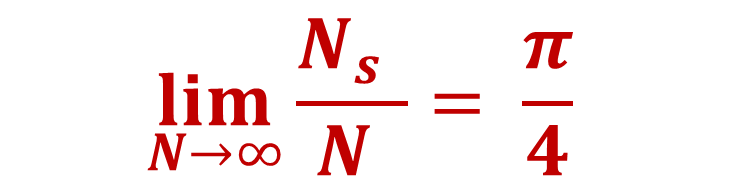 lim N→∞ N_s / N = π / 4